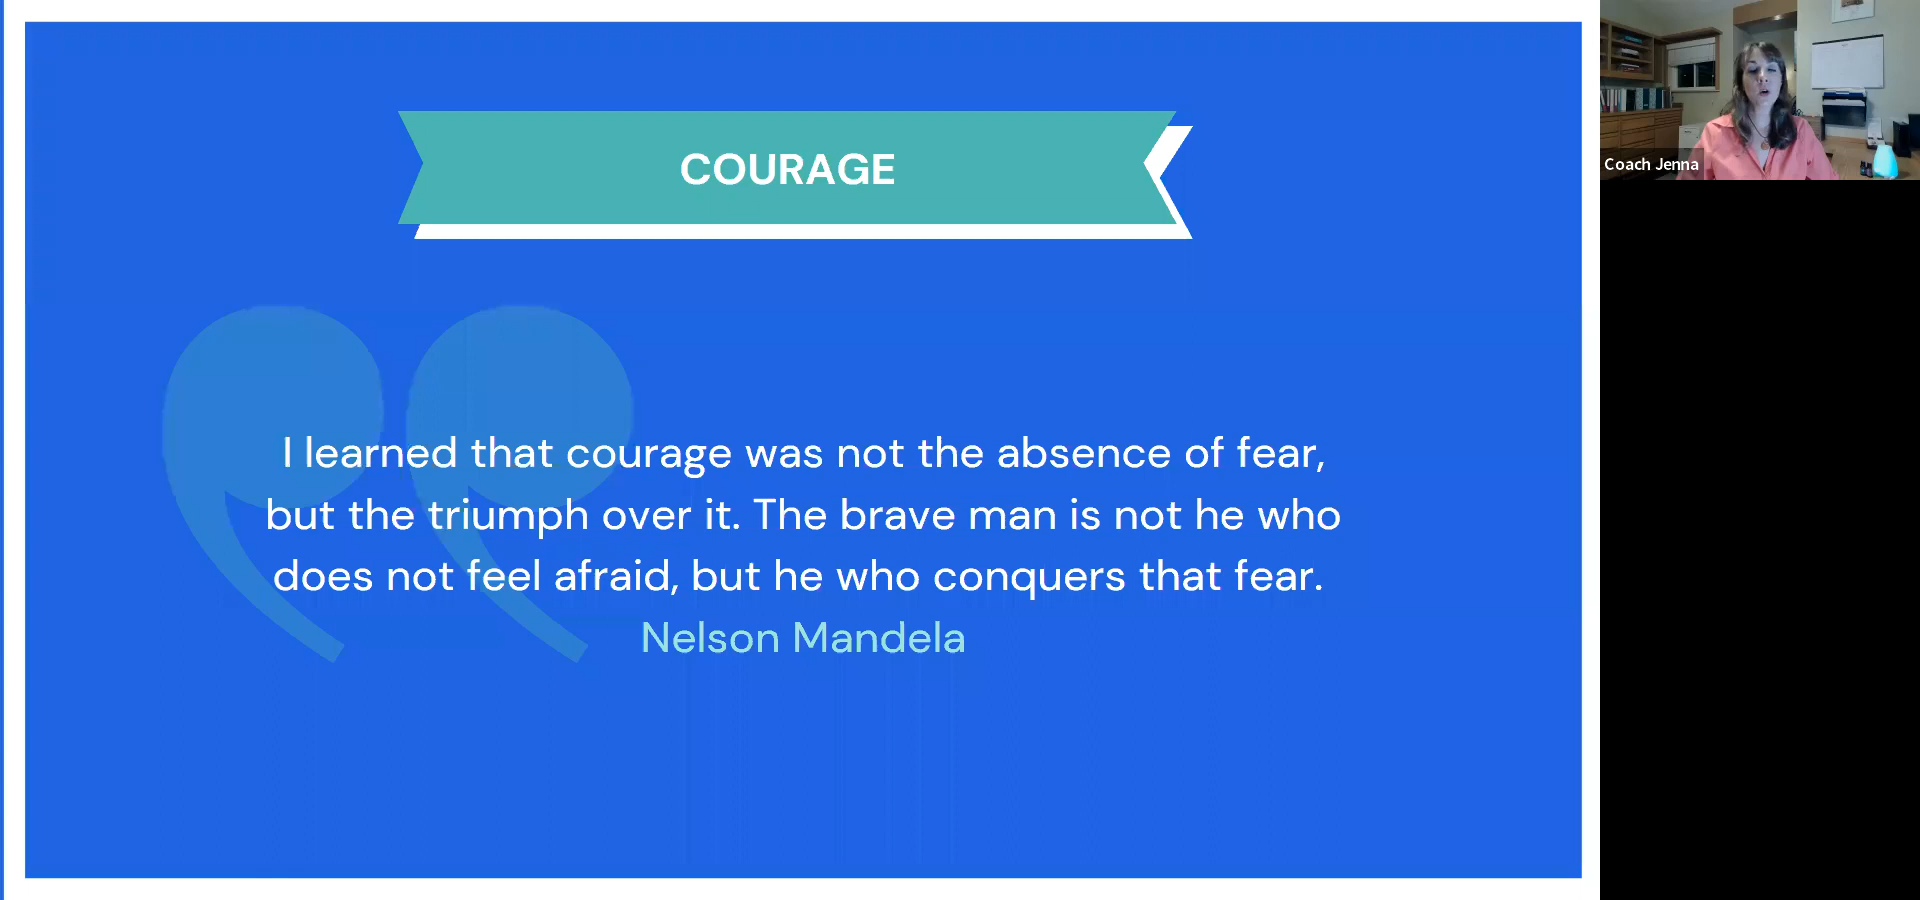 COURAGE
I learned that courage was not the absence of fear,
but the triumph over it. The brave man is not he who
does not feel afraid, but he who conquers that fear.
Nelson Mandela
Coach Jenna